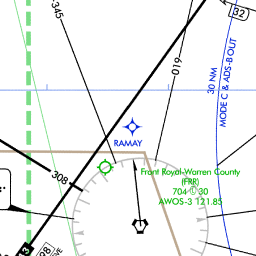 345
32
019
30 NM
MODE C & ADS-B OUT
RAMAY
Front Royal-Warren County
(FRR)
704 Ⓛ 30
AWOS-3 121.85
308
98